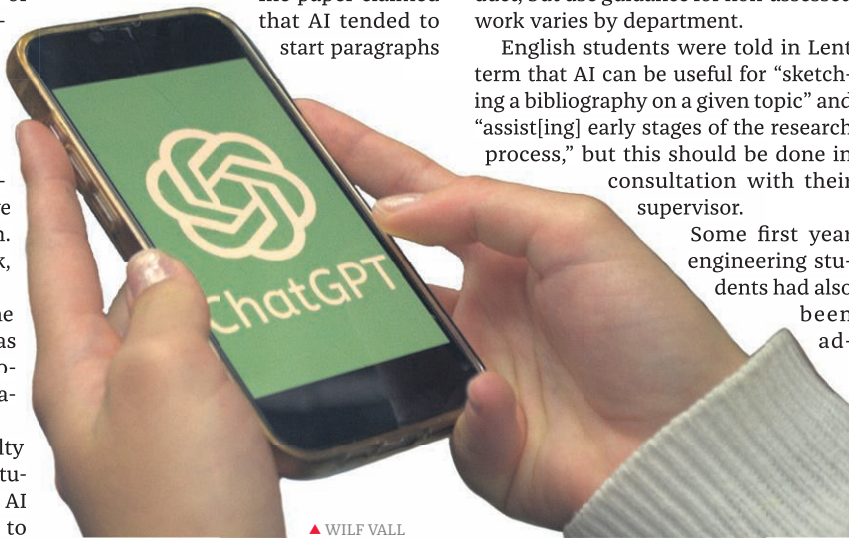 that AI tended to
start paragraphs
work varies by department.
English students were told in Lent
term that AI can be useful for “sketch-
ing a bibliography on a given topic” and
“assist[ing] early stages of the research
process,” but this should be done in
consultation with their
supervisor.
Some first year
engineering stu-
dents had also
been
ad-
ChatGPT
AI
to
▲ WILF VALL